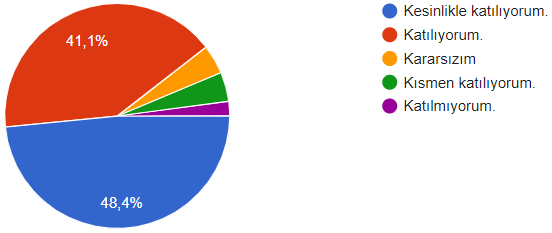 41,1%
48,4%
Kesinlikle katılıyorum.
Katılıyorum.
Kararsızım
Kısmen katılıyorum.
Katılmıyorum.